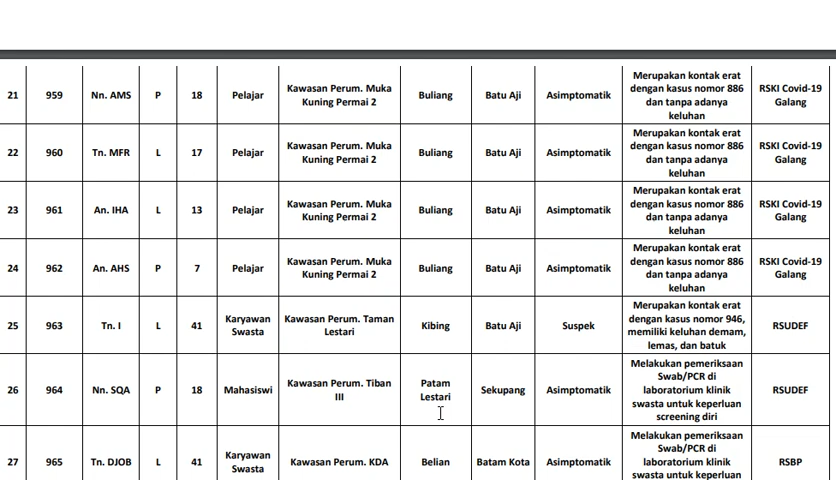 21 959 Nn. AMS P 18 Pelajar Kawasan Perum. Muka Kuning Permai 2 Buliang Batu Aji Asimptomatik Merupakan kontak erat dengan kasus nomor 886 dan tanpa adanya keluhan RSKI Covid-19 Galang
22 960 Tn. MFR L 17 Pelajar Kawasan Perum. Muka Kuning Permai 2 Buliang Batu Aji Asimptomatik Merupakan kontak erat dengan kasus nomor 886 dan tanpa adanya keluhan RSKI Covid-19 Galang
23 961 An. IHA L 13 Pelajar Kawasan Perum. Muka Kuning Permai 2 Buliang Batu Aji Asimptomatik Merupakan kontak erat dengan kasus nomor 886 dan tanpa adanya keluhan RSKI Covid-19 Galang
24 962 An. AHS P 7 Pelajar Kawasan Perum. Muka Kuning Permai 2 Buliang Batu Aji Asimptomatik Merupakan kontak erat dengan kasus nomor 886 dan tanpa adanya keluhan RSKI Covid-19 Galang
25 963 Tn. I L 41 Karyawan Swasta Kawasan Perum. Taman Lestari Kibing Batu Aji Suspek Merupakan kontak erat dengan kasus nomor 946, memiliki keluhan demam, lemas, dan batuk RSUDEF
26 964 Nn. SQA P 18 Mahasiswi Kawasan Perum. Tiban III Patam Lestari Sekupang Asimptomatik Melakukan pemeriksaan Swab/PCR di laboratorium klinik swasta untuk keperluan screening diri RSUDEF
27 965 Tn. DJOB L 41 Karyawan Swasta Kawasan Perum. KDA Belian Batam Kota Asimptomatik Melakukan pemeriksaan Swab/PCR di laboratorium klinik swasta untuk keperluan RSBP